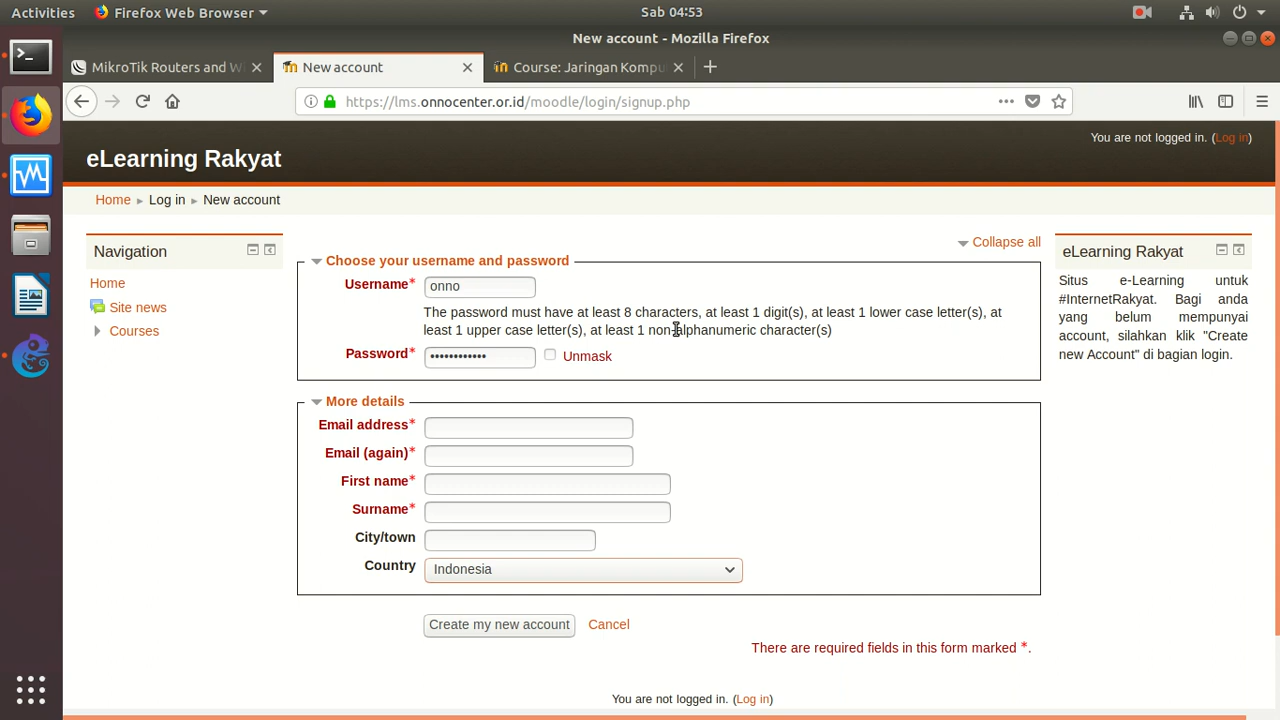 Activities Firefox Web Browser Sab 04:53
New account - Mozilla Firefox
MikroTik Routers and Wi New account Course: Jaringan Kompu
https://lms.onnocenter.or.id/moodle/login/signup.php
You are not logged in. (Log in)
eLearning Rakyat
Home Log in New account
Navigation
Home
Site news
Courses
Collapse all
Choose your username and password
Username* onno
The password must have at least 8 characters, at least 1 digit(s), at least 1 lower case letter(s), at
least 1 upper case letter(s), at least 1 non-alphanumeric character(s)
Password* •••••••••••• Unmask
More details
Email address*
Email (again)*
First name*
Surname*
City/town
Country Indonesia
Create my new account Cancel
There are required fields in this form marked *.
eLearning Rakyat
Situs e-Learning untuk
#InternetRakyat. Bagi anda
yang belum mempunyai
account, silahkan klik "Create
new Account" di bagian login.
You are not logged in. (Log in)